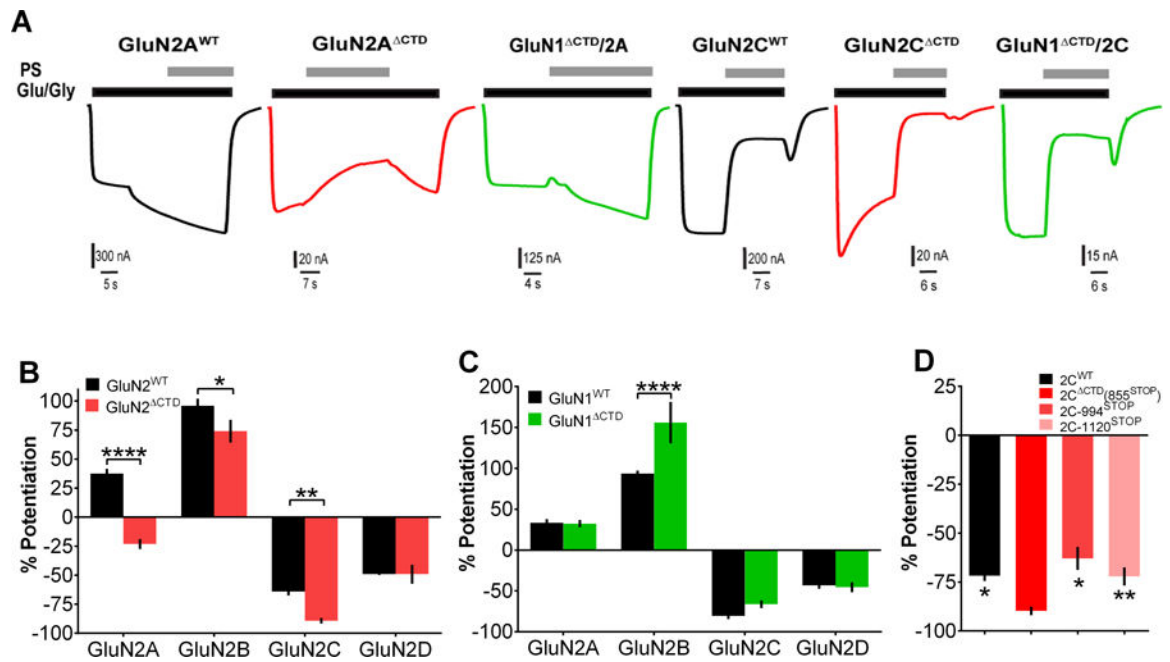 A
GluN2A^WT GluN2A^ΔCTD GluN1^ΔCTD/2A GluN2C^WT GluN2C^ΔCTD GluN1^ΔCTD/2C
PS
Glu/Gly
300 nA 20 nA 125 nA 200 nA 20 nA 15 nA
5 s 7 s 4 s 7 s 6 s 6 s
B
GluN2^WT
GluN2^ΔCTD
% Potentiation
100
75
50
25
0
-25
-50
-75
-100
****
*
**
GluN2A GluN2B GluN2C GluN2D
C
GluN1^WT
GluN1^ΔCTD
% Potentiation
200
150
100
50
0
-50
-100
****
GluN2A GluN2B GluN2C GluN2D
D
2C^WT
2C^ΔCTD(855^STOP)
2C-994^STOP
2C-1120^STOP
% Potentiation
0
-25
-50
-75
-100
* * **